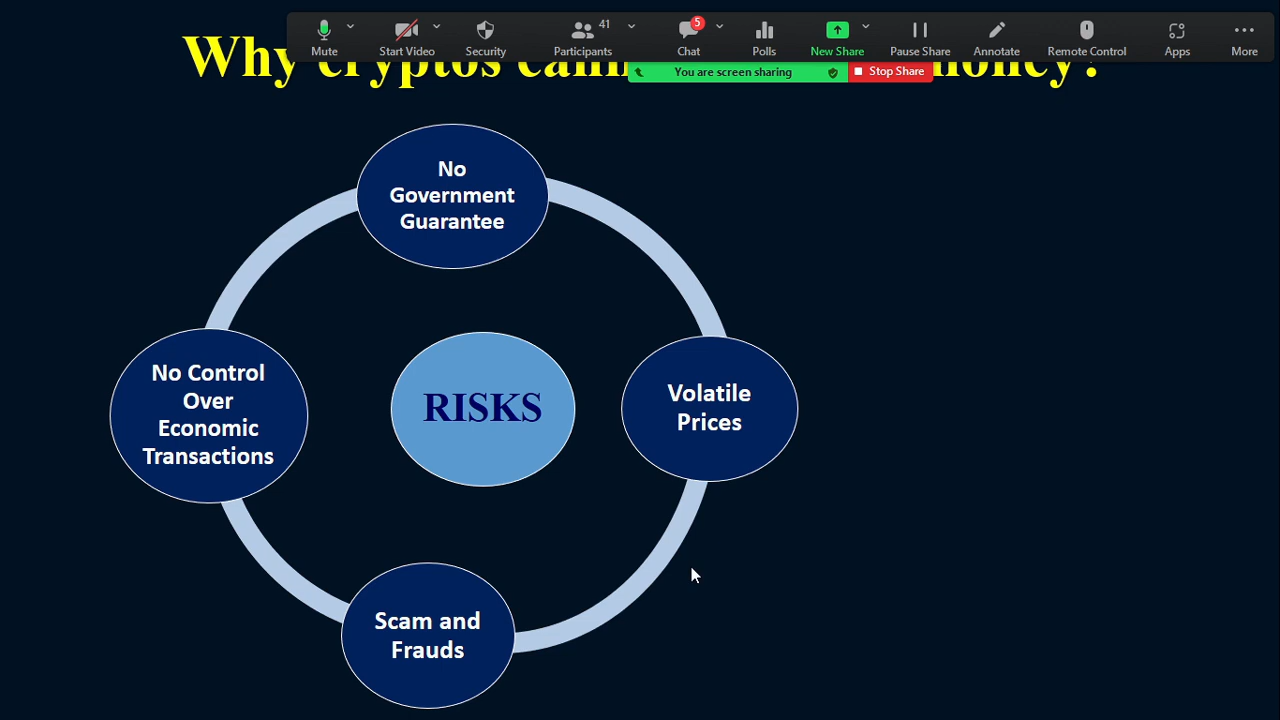 Mute
Start Video
Security
Participants
41
Chat
5
Polls
New Share
Pause Share
Annotate
Remote Control
Apps
More
You are screen sharing
Stop Share
Why cryptos
No
Government
Guarantee
No Control
Over
Economic
Transactions
RISKS
Volatile
Prices
Scam and
Frauds